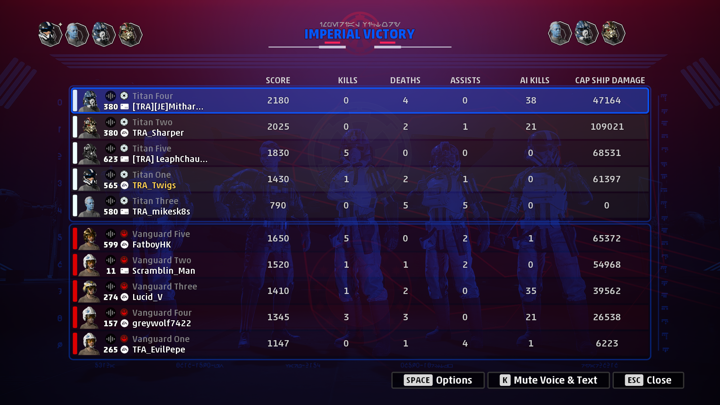 IMPERIAL VICTORY
SCORE KILLS DEATHS ASSISTS AI KILLS CAP SHIP DAMAGE
Titan Four
380 [TRA][JE]Mithar... 2180 0 4 0 38 47164
Titan Two
380 TRA_Sharper 2025 0 2 1 21 109021
Titan Five
623 [TRA] LeaphChau... 1830 5 0 0 0 68531
Titan One
565 TRA_Twigs 1430 1 2 1 0 61397
Titan Three
580 TRA_mikesk8s 790 0 5 5 0 0
Vanguard Five
599 FatboyHK 1650 5 0 2 1 65372
Vanguard Two
11 Scramblin_Man 1520 1 1 2 0 54968
Vanguard Three
274 Lucid_V 1410 1 2 0 35 39562
Vanguard Four
157 greywolf7422 1345 3 3 0 21 26538
Vanguard One
265 TFA_EvilPepe 1147 0 1 4 1 6223
SPACE Options K Mute Voice & Text ESC Close